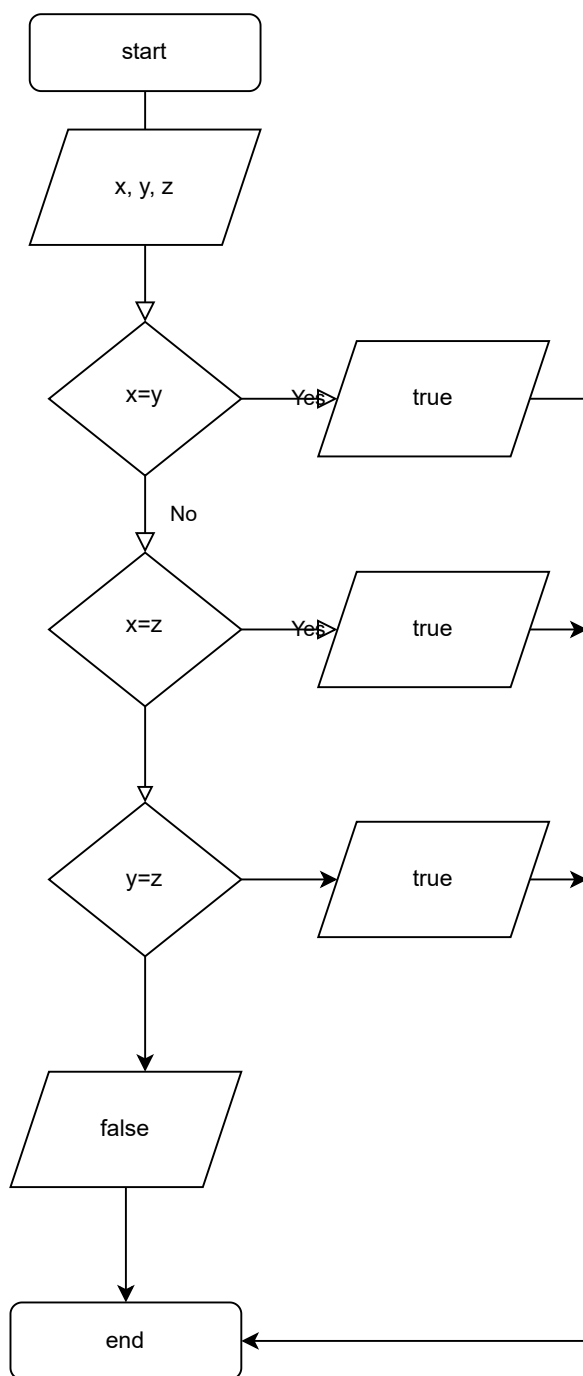 start
x, y, z
x=y
Yes
true
No
x=z
Yes
true
y=z
true
false
end